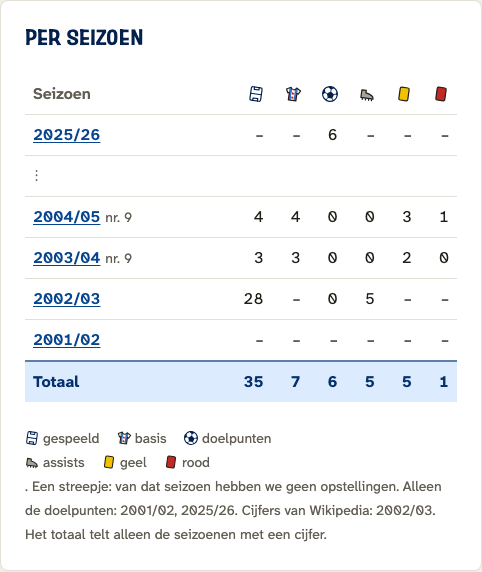 PER SEIZOEN
Seizoen
2025/26 – – 6 – – –
⋮
2004/05 nr. 9 4 4 0 0 3 1
2003/04 nr. 9 3 3 0 0 2 0
2002/03 28 – 0 5 – –
2001/02 – – – – – –
Totaal 35 7 6 5 5 1
gespeeld basis doelpunten
assists geel rood
. Een streepje: van dat seizoen hebben we geen opstellingen. Alleen
de doelpunten: 2001/02, 2025/26. Cijfers van Wikipedia: 2002/03.
Het totaal telt alleen de seizoenen met een cijfer.